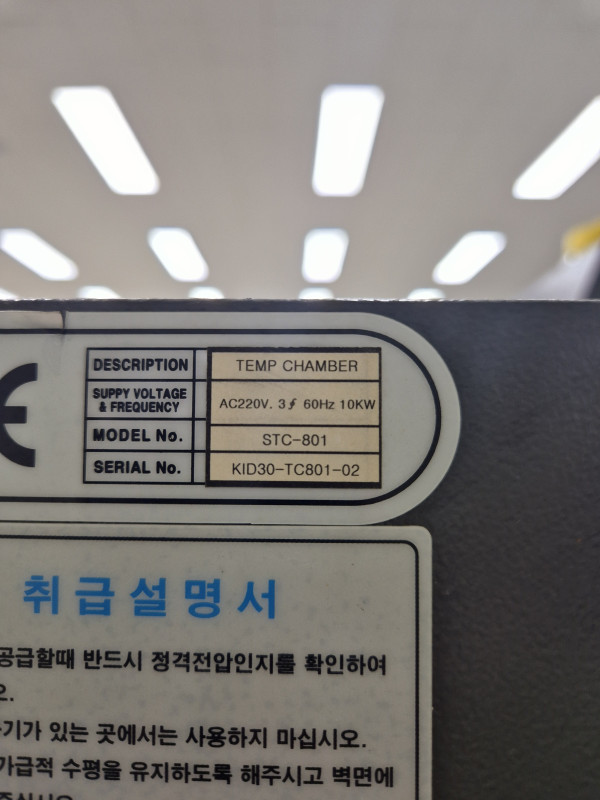 DESCRIPTION TEMP CHAMBER
SUPPY VOLTAGE
& FREQUENCY AC220V. 3∮ 60Hz 10KW
MODEL No. STC-801
SERIAL No. KID30-TC801-02
취급설명서
공급할때 반드시 정격전압인지를 확인하여
오.
기가 있는 곳에서는 사용하지 마십시오.
가급적 수평을 유지하도록 해주시고 벽면에